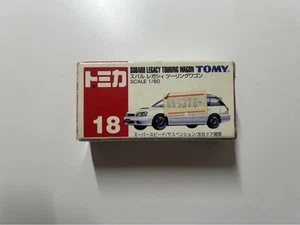 トミカ
18
SUBARU LEGACY TOURING WAGON TOMY
スバル レガシィ ツーリングワゴン
SCALE 1/60
スーパースピード/サスペンション/左右ドア開閉